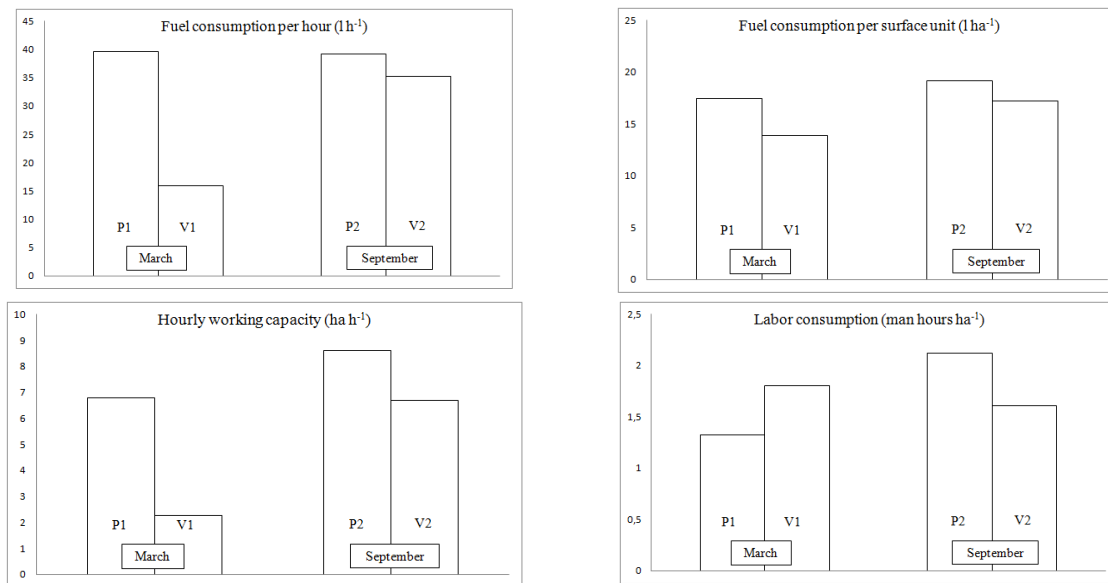 Fuel consumption per hour (l h⁻¹)
45
40
35
30
25
20
15
10
5
0
P1
V1
P2
V2
March
September
Fuel consumption per surface unit (l ha⁻¹)
25
20
15
10
5
0
P1
V1
P2
V2
March
September
Hourly working capacity (ha h⁻¹)
10
9
8
7
6
5
4
3
2
1
0
P1
V1
P2
V2
March
September
Labor consumption (man hours ha⁻¹)
2,5
2
1,5
1
0,5
0
P1
V1
P2
V2
March
September